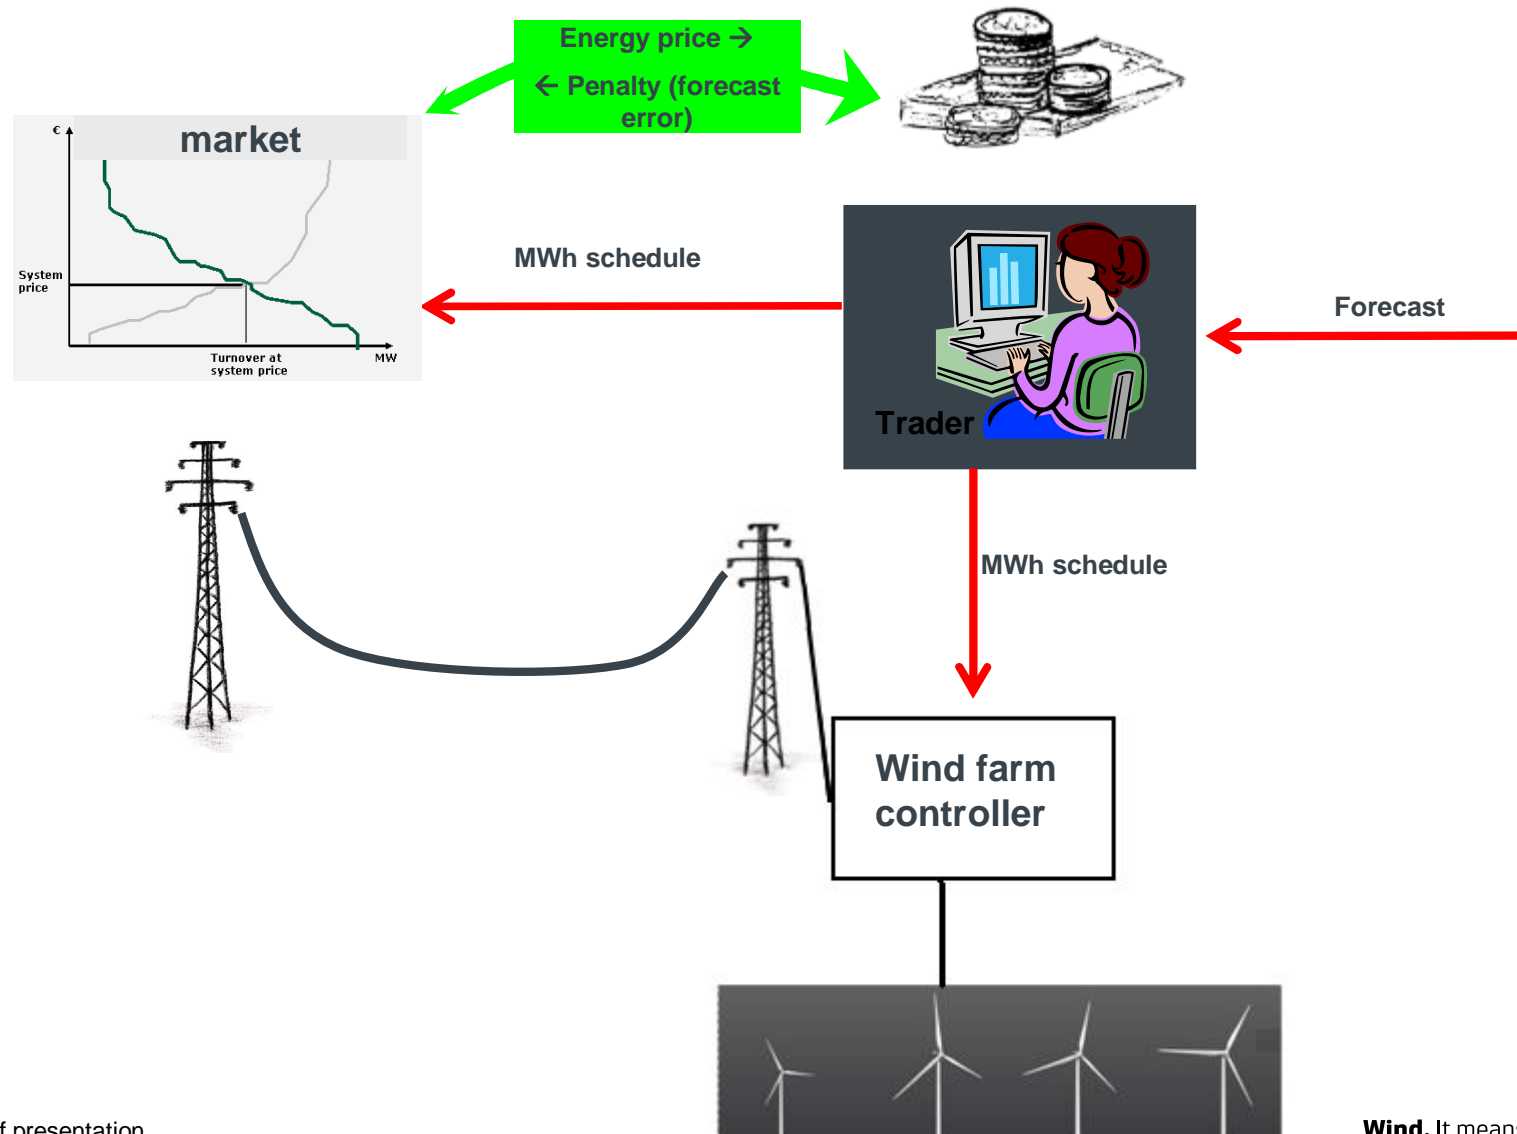 Energy price →
← Penalty (forecast
error)
market
€
System
price
Turnover at
system price
MW
MWh schedule
Forecast
Trader
MWh schedule
Wind farm
controller
f presentation
Wind. It means